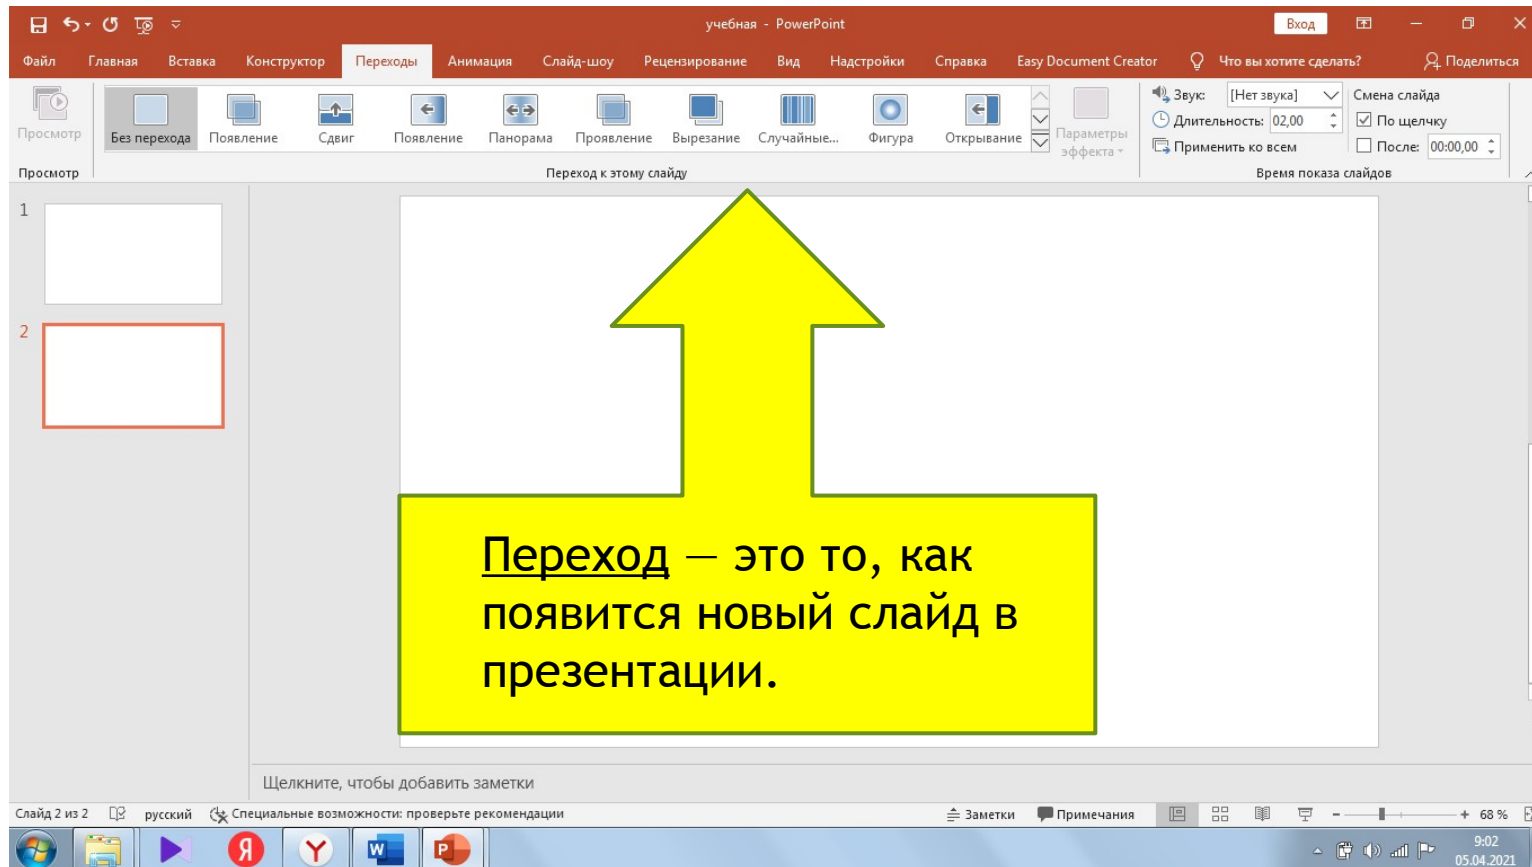 учебная - PowerPoint
Вход
Файл Главная Вставка Конструктор Переходы Анимация Слайд-шоу Рецензирование Вид Надстройки Справка Easy Document Creator Что вы хотите сделать? Поделиться
Просмотр
Без перехода Появление Сдвиг Появление Панорама Проявление Вырезание Случайные... Фигура Открывание
Параметры
эффекта
Звук: [Нет звука]
Длительность: 02,00
Применить ко всем
Смена слайда
По щелчку
После: 00:00,00
Просмотр Переход к этому слайду Время показа слайдов
1
2
Переход — это то, как
появится новый слайд в
презентации.
Щелкните, чтобы добавить заметки
Слайд 2 из 2 русский Специальные возможности: проверьте рекомендации Заметки Примечания 68 %
Я Y W P
9:02
05.04.2021